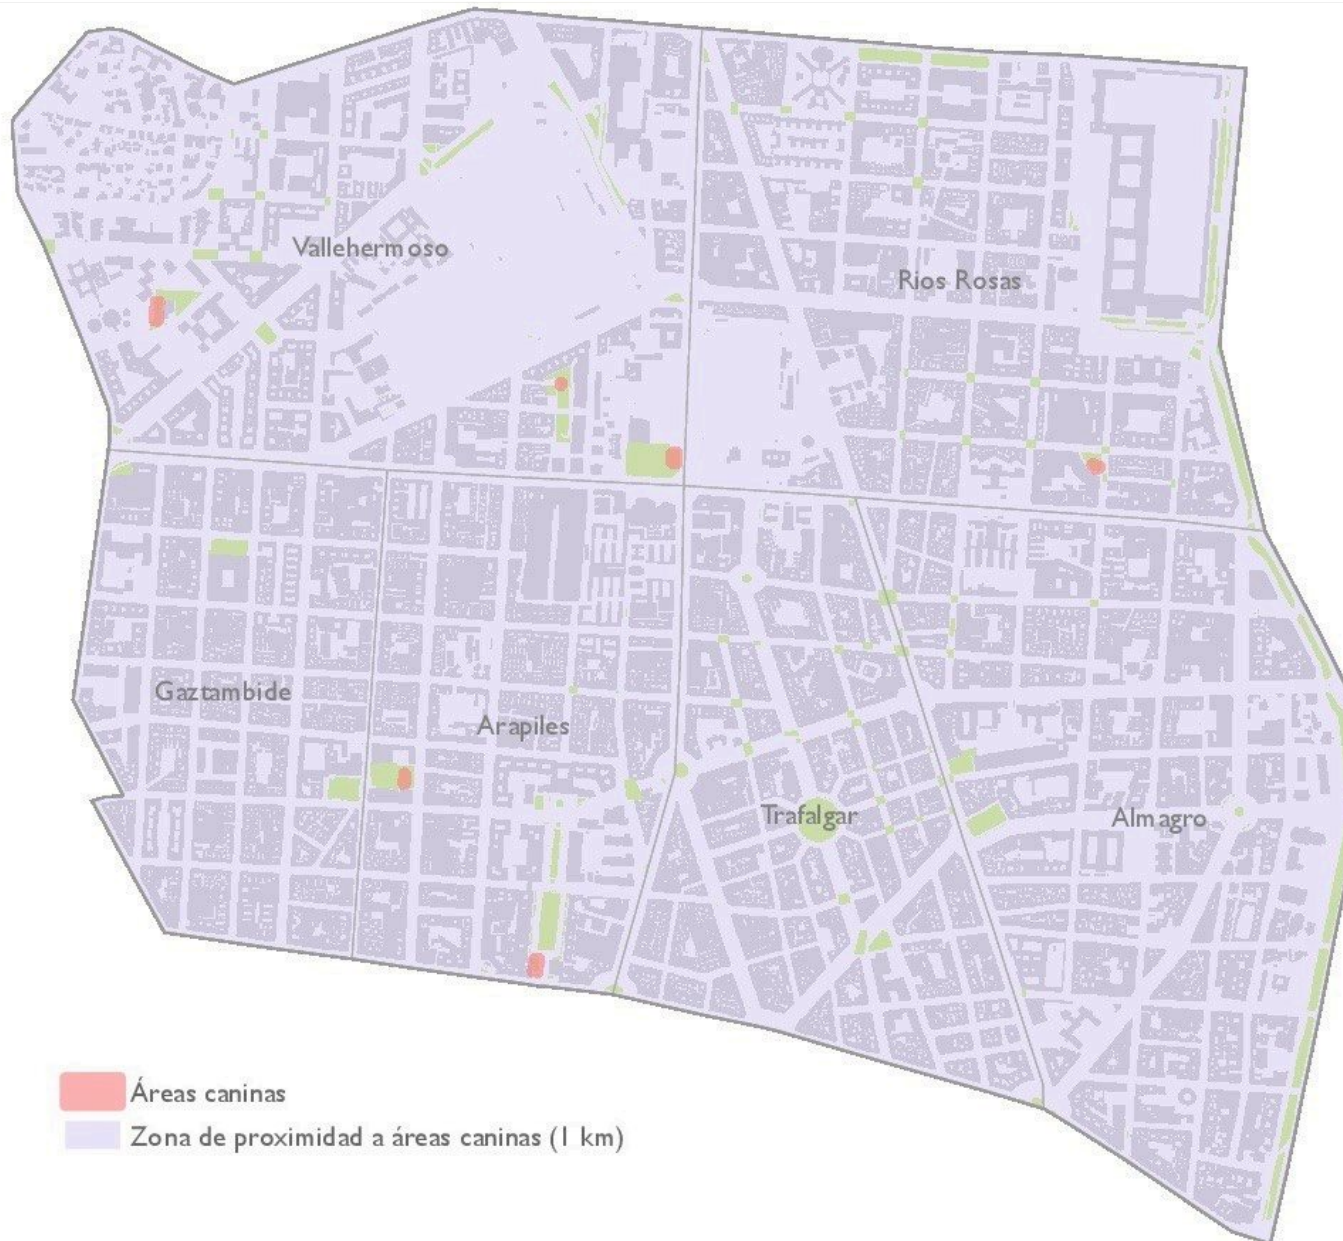 Vallehermoso
Rios Rosas
Gaztambide
Arapiles
Trafalgar
Almagro
Áreas caninas
Zona de proximidad a áreas caninas (1 km)